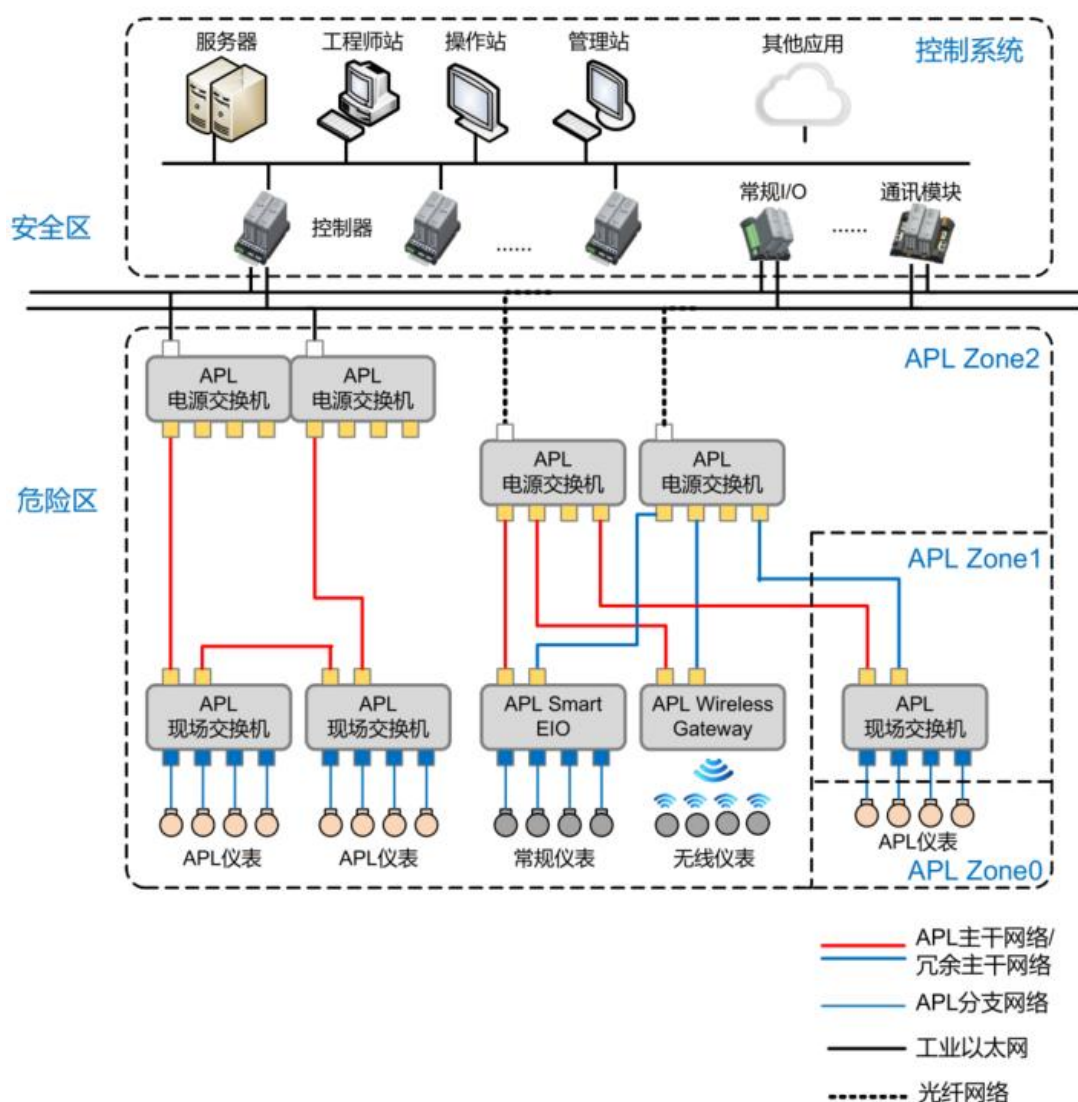 服务器
工程师站
操作站
管理站
其他应用
控制系统
安全区
控制器
......
常规I/O
......
通讯模块
APL Zone2
APL
电源交换机
APL
电源交换机
危险区
APL
电源交换机
APL
电源交换机
APL Zone1
APL
现场交换机
APL
现场交换机
APL Smart
EIO
APL Wireless
Gateway
APL
现场交换机
APL仪表
APL仪表
常规仪表
无线仪表
APL仪表
APL Zone0
APL主干网络/
冗余主干网络
APL分支网络
工业以太网
光纤网络